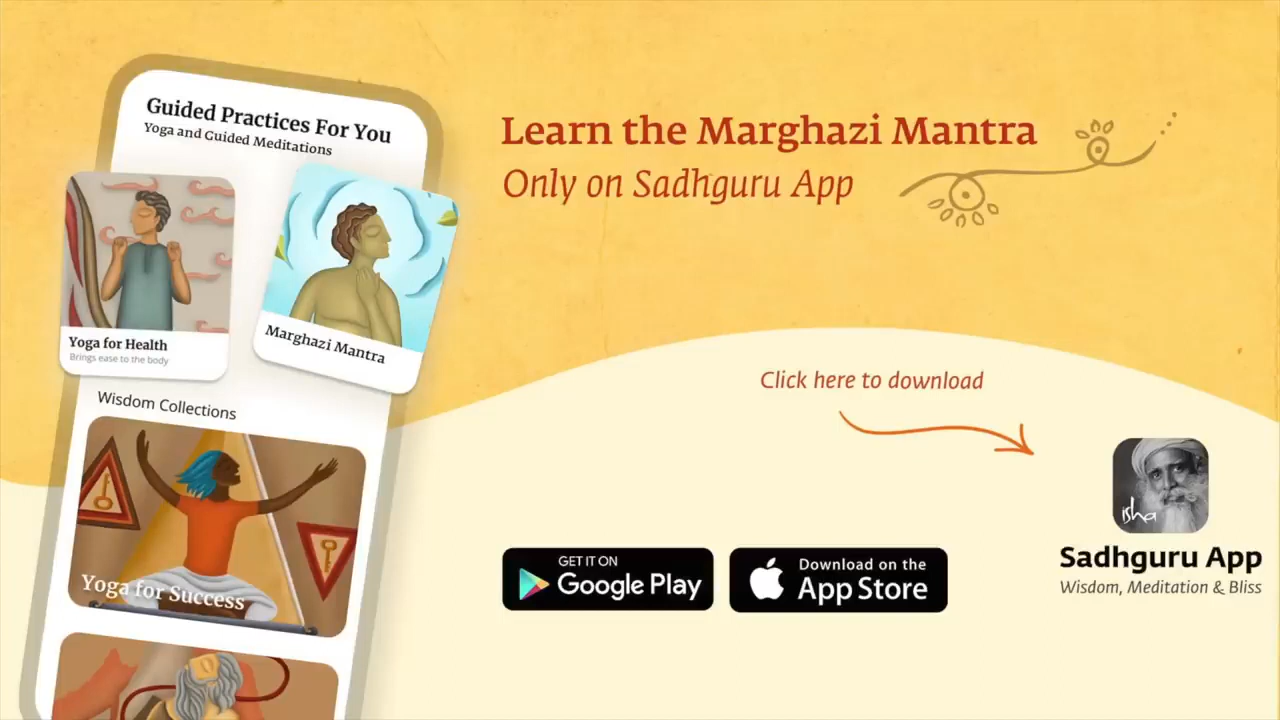 Guided Practices For You
Yoga and Guided Meditations
Yoga for Health
Brings ease to the body
Marghazi Mantra
Wisdom Collections
Yoga for Success
Learn the Marghazi Mantra
Only on Sadhguru App
Click here to download
GET IT ON
Google Play
Download on the
App Store
isha
Sadhguru App
Wisdom, Meditation & Bliss